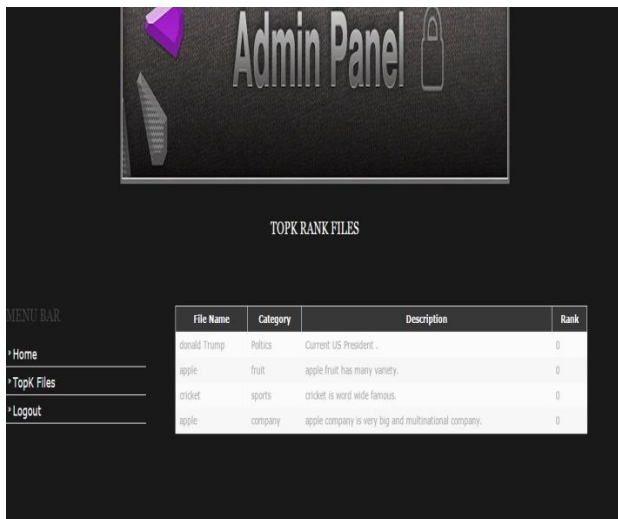 Admin Panel
TOPK RANK FILES
MENU BAR
Home
TopK Files
Logout
File Name Category Description Rank
donald Trump Poltics Current US President . 0
apple fruit apple fruit has many variety. 0
cricket sports cricket is word wide famous. 0
apple company apple company is very big and multinational company. 0